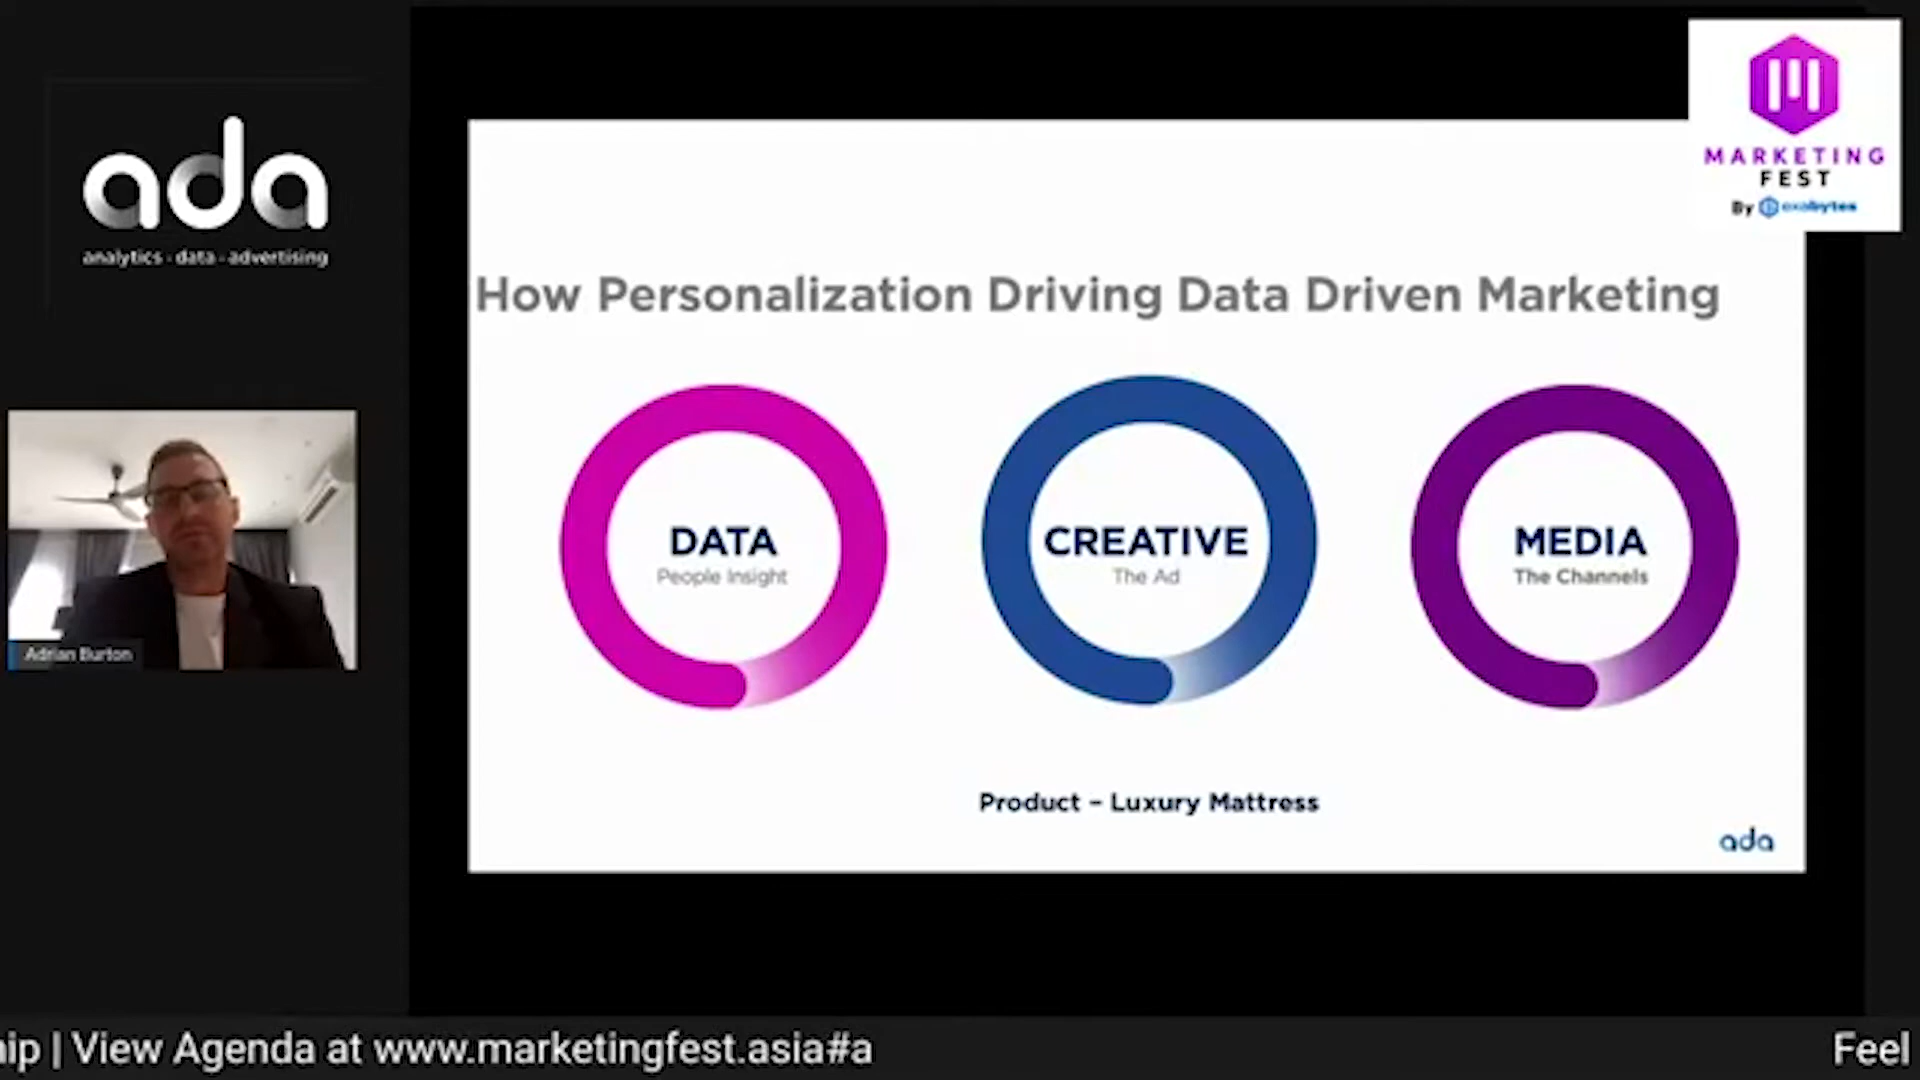 ada
analytics · data · advertising
MARKETING
FEST
By exabytes
How Personalization Driving Data Driven Marketing
DATA
People Insight
CREATIVE
The Ad
MEDIA
The Channels
Adrian Burton
Product – Luxury Mattress
ada
hip | View Agenda at www.marketingfest.asia#a
Feel